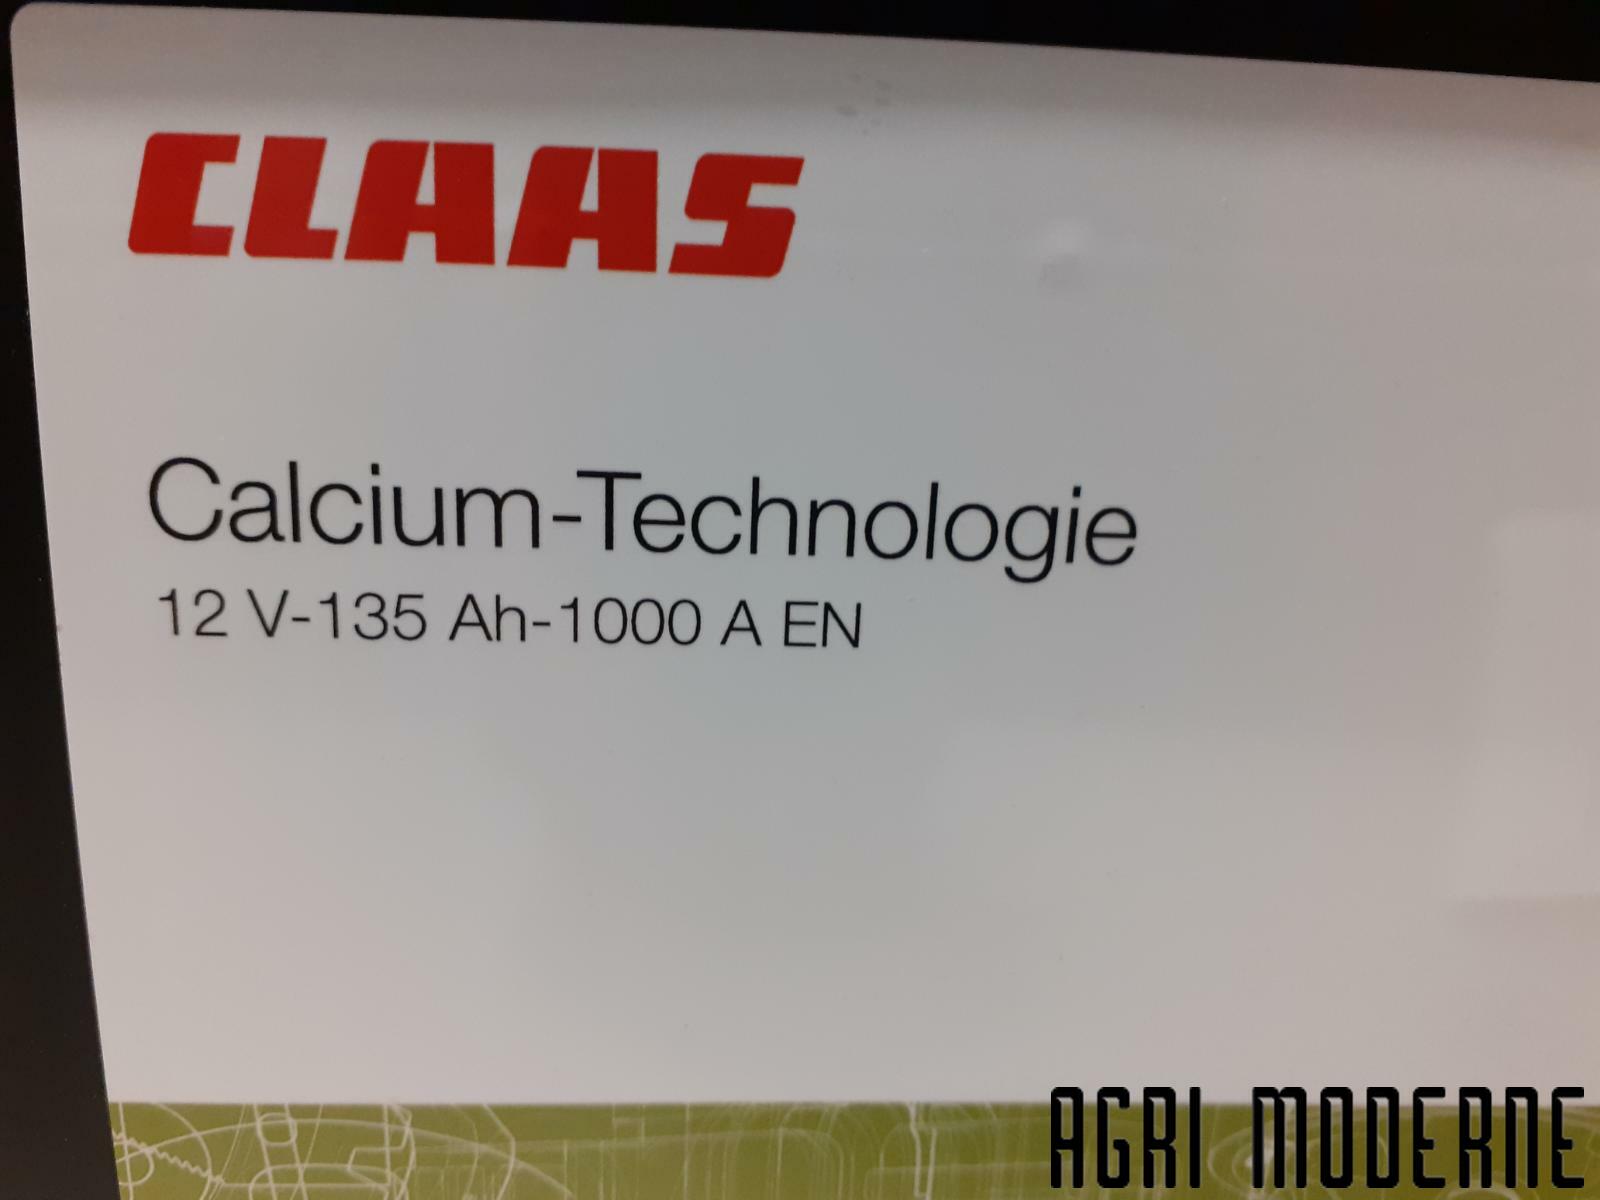 CLAAS
Calcium-Technologie
12 V-135 Ah-1000 A EN
AGRI MODERNE